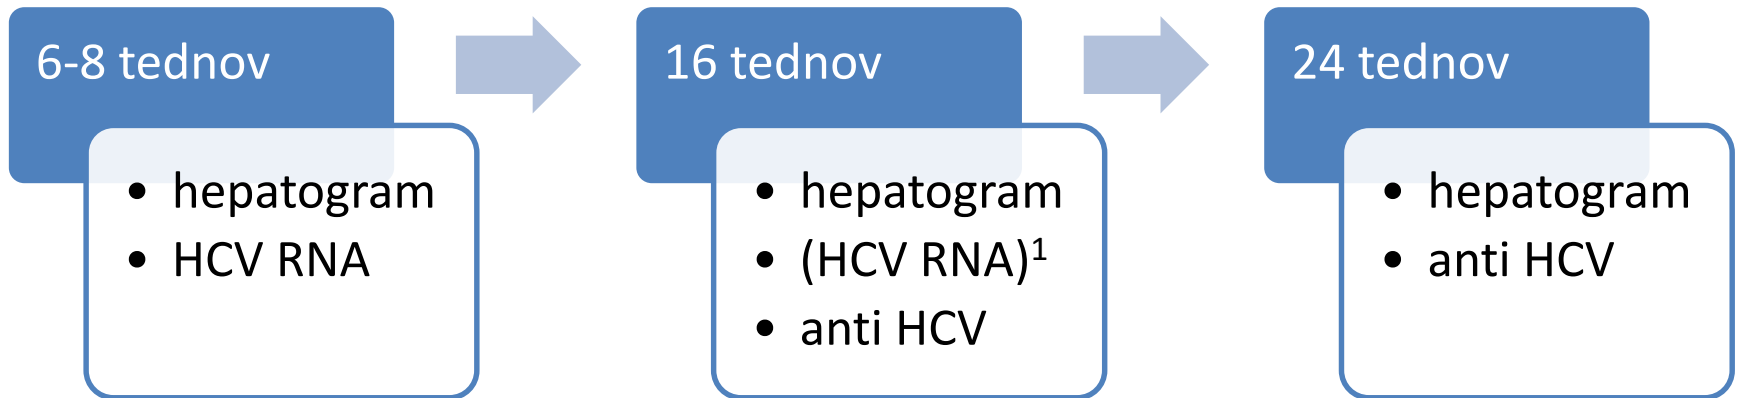 6-8 tednov
• hepatogram
• HCV RNA
16 tednov
• hepatogram
• (HCV RNA)¹
• anti HCV
24 tednov
• hepatogram
• anti HCV